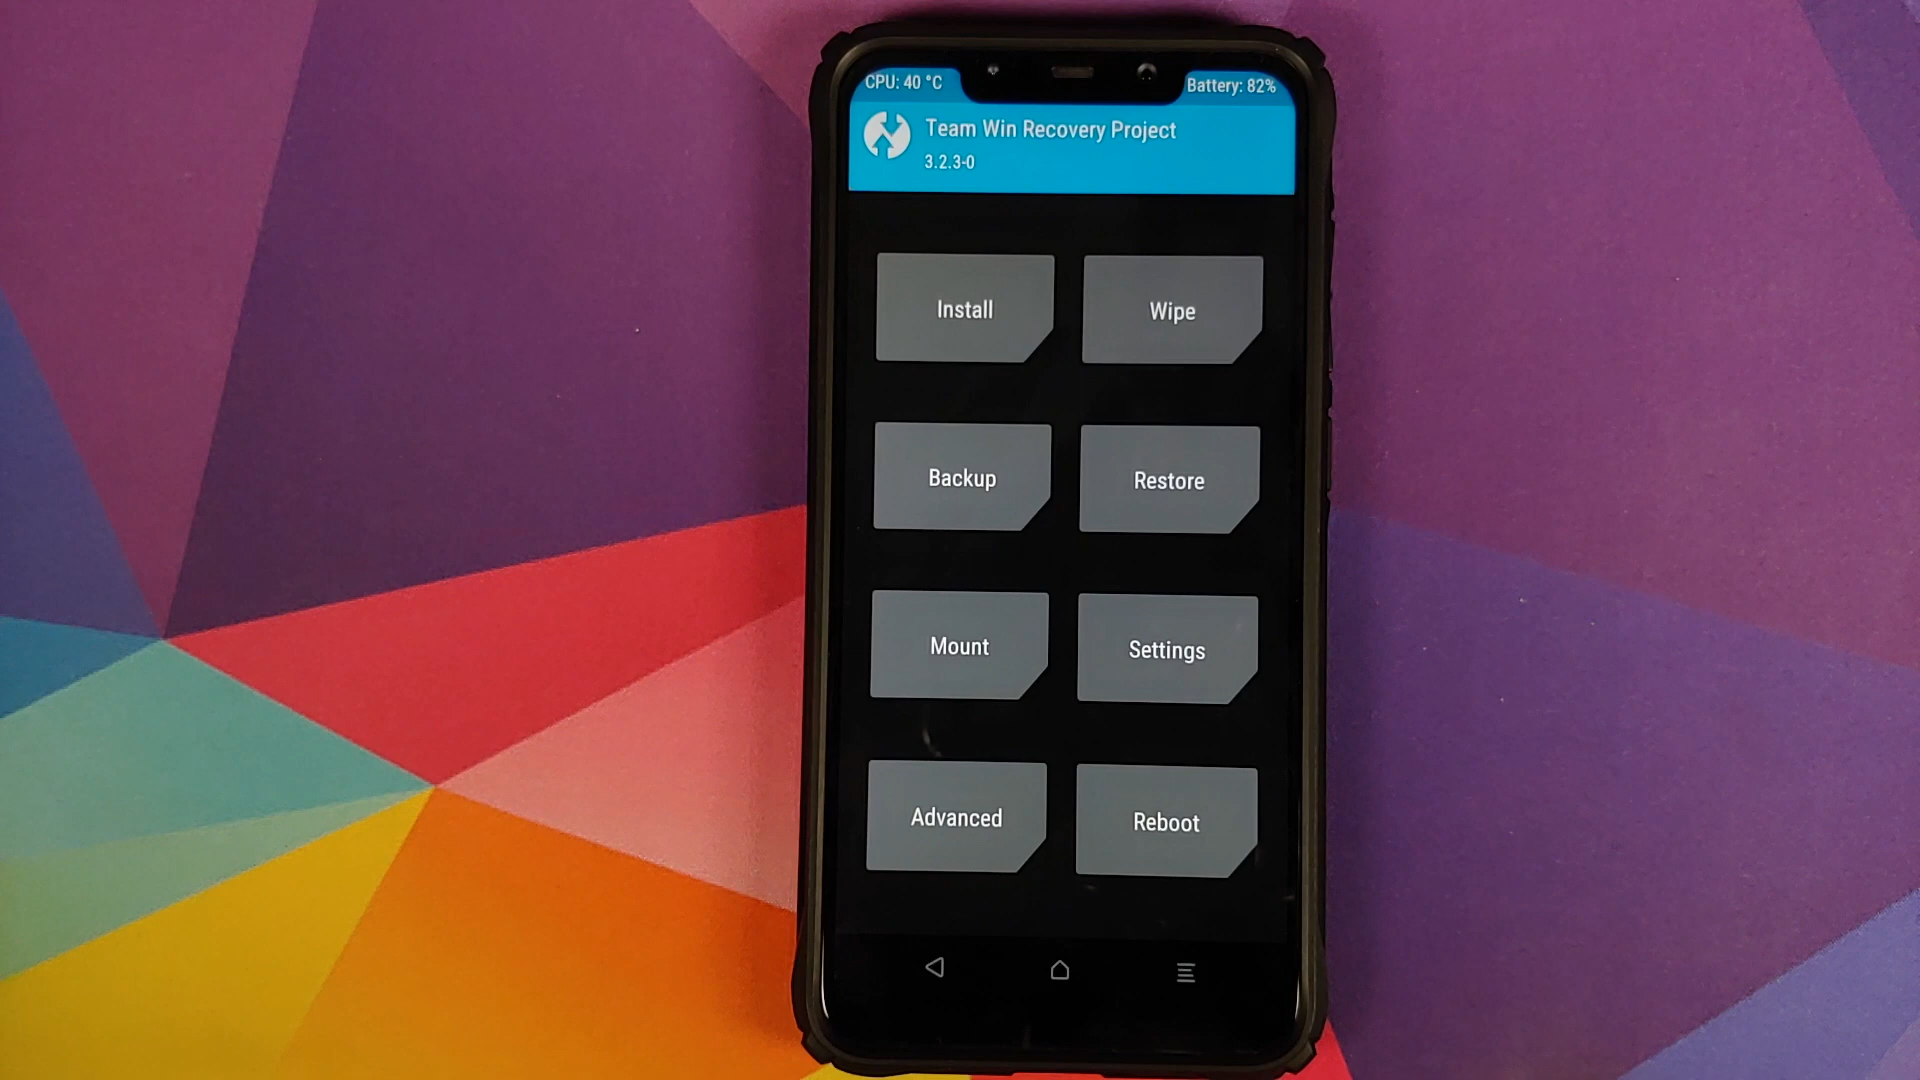 CPU: 40 °C
Battery: 82%
Team Win Recovery Project
3.2.3-0
Install
Wipe
Backup
Restore
Mount
Settings
Advanced
Reboot